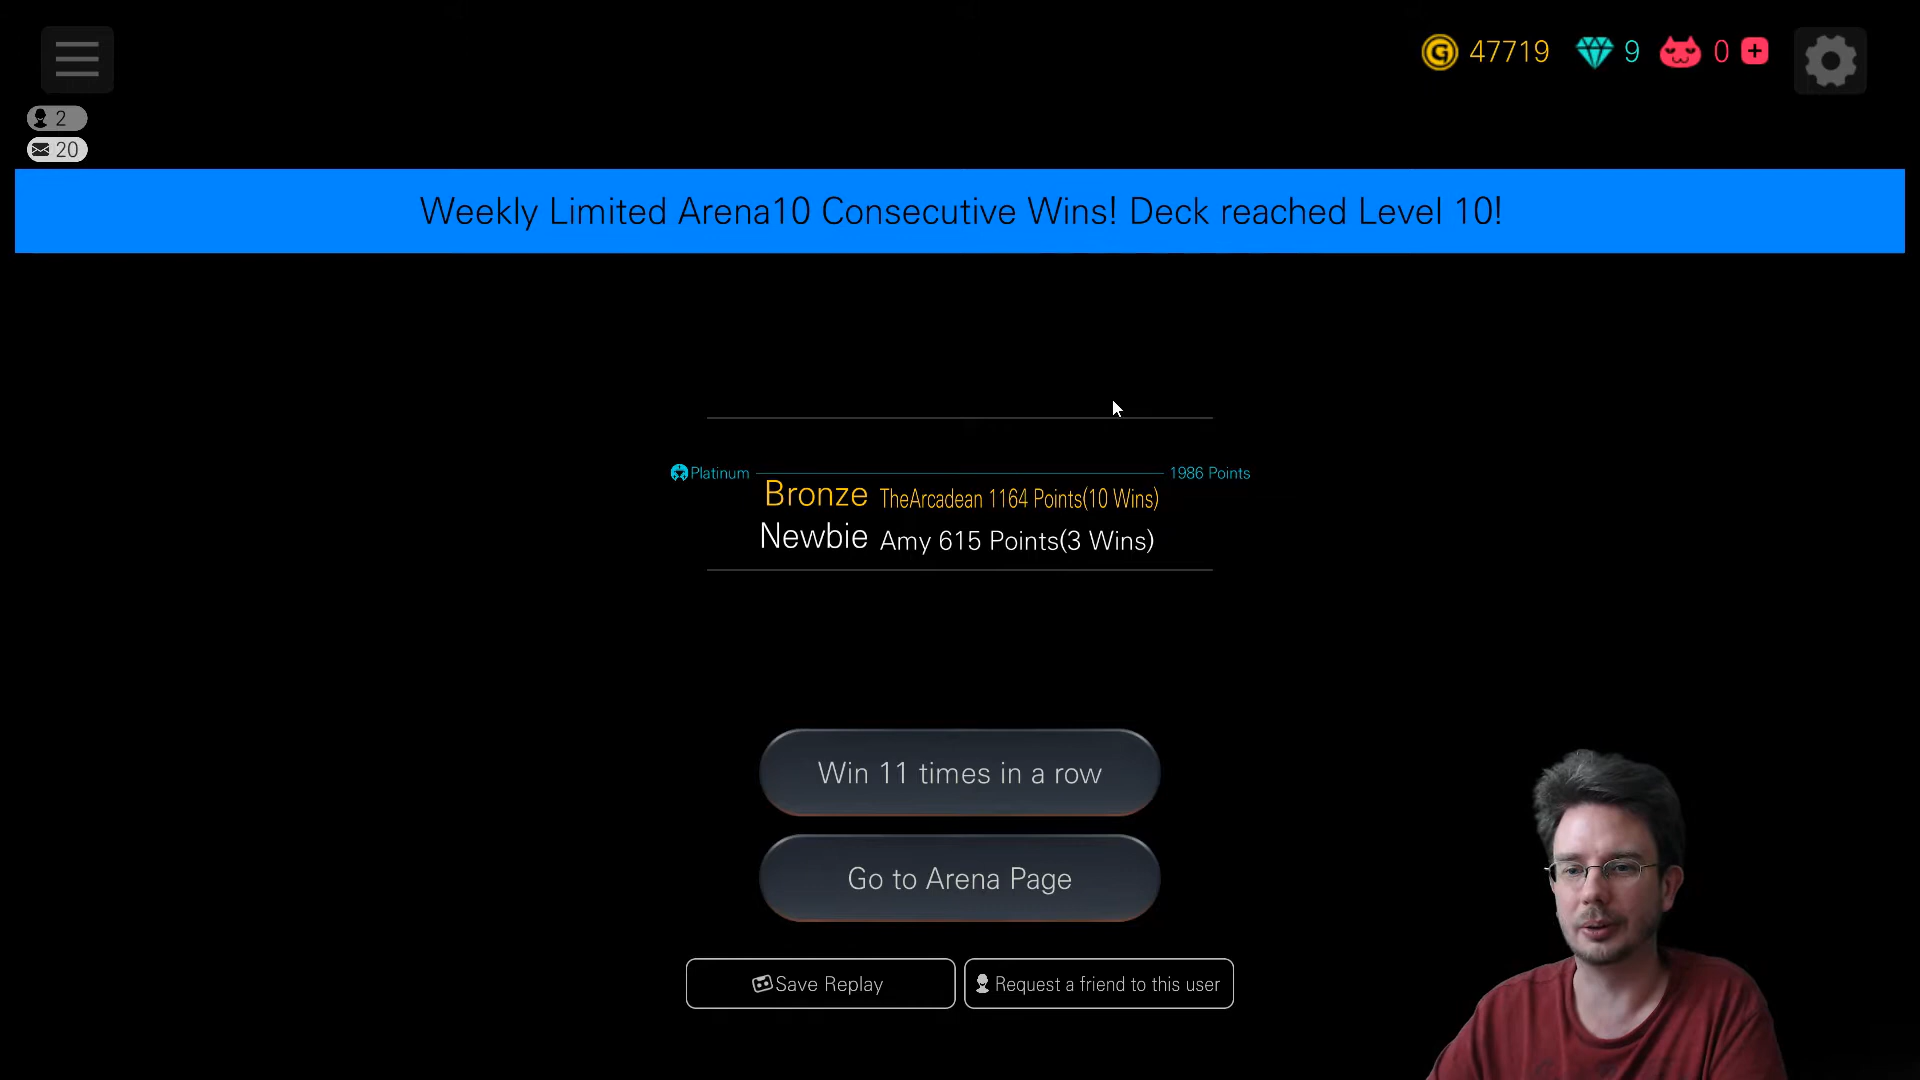 47719 9 0
2
20
Weekly Limited Arena10 Consecutive Wins! Deck reached Level 10!
Platinum 1986 Points
Bronze TheArcadean 1164 Points(10 Wins)
Newbie Amy 615 Points(3 Wins)
Win 11 times in a row
Go to Arena Page
Save Replay Request a friend to this user